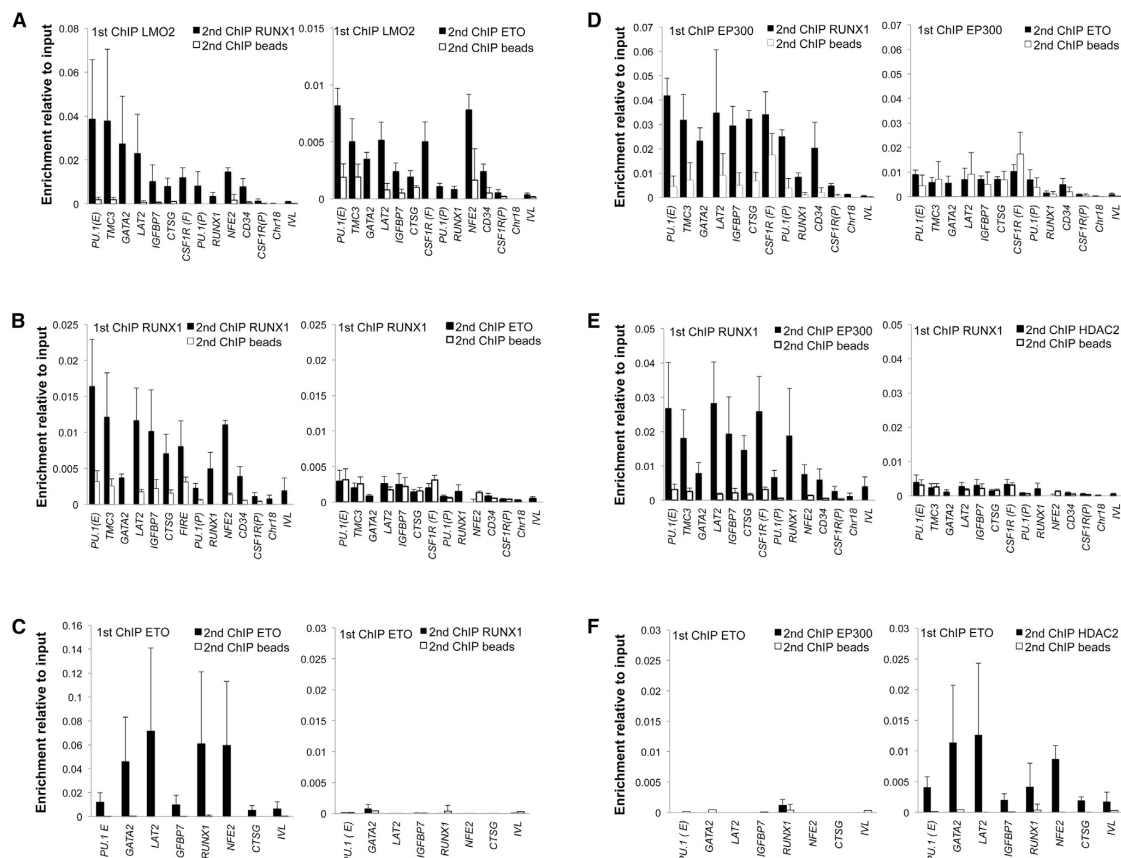 A
Enrichment relative to input
1st ChIP LMO2
2nd ChIP RUNX1
2nd ChIP beads
0.08
0.06
0.04
0.02
0
PU.1(E) TMC3 GATA2 LAT2 IGFBP7 CTSG CSF1R (F) PU.1(P) RUNX1 NFE2 CD34 CSF1R(P) Chr18 IVL
1st ChIP LMO2
2nd ChIP ETO
2nd ChIP beads
0.015
0.01
0.005
0
PU.1(E) TMC3 GATA2 LAT2 IGFBP7 CTSG CSF1R (F) PU.1(P) RUNX1 NFE2 CD34 CSF1R(P) Chr18 IVL
D
Enrichment relative to input
1st ChIP EP300
2nd ChIP RUNX1
2nd ChIP beads
0.07
0.06
0.05
0.04
0.03
0.02
0.01
0
PU.1(E) TMC3 GATA2 LAT2 IGFBP7 CTSG CSF1R (F) PU.1(P) RUNX1 CD34 CSF1R(P) Chr18 IVL
1st ChIP EP300
2nd ChIP ETO
2nd ChIP beads
0.07
0.06
0.05
0.04
0.03
0.02
0.01
0
PU.1(E) TMC3 GATA2 LAT2 IGFBP7 CTSG CSF1R (F) PU.1(P) RUNX1 CD34 CSF1R(P) Chr18 IVL
B
Enrichment relative to input
1st ChIP RUNX1
2nd ChIP RUNX1
2nd ChIP beads
0.025
0.02
0.015
0.01
0.005
0
PU.1(E) TMC3 GATA2 LAT2 IGFBP7 CTSG FIRE PU.1(P) RUNX1 NFE2 CD34 CSF1R(P) Chr18 IVL
1st ChIP RUNX1
2nd ChIP ETO
2nd ChIP beads
0.025
0.02
0.015
0.01
0.005
0
PU.1(E) TMC3 GATA2 LAT2 IGFBP7 CTSG CSF1R (F) PU.1(P) RUNX1 NFE2 CD34 CSF1R(P) Chr18 IVL
E
Enrichment relative to input
1st ChIP RUNX1
2nd ChIP EP300
2nd ChIP beads
0.05
0.04
0.03
0.02
0.01
0
PU.1(E) TMC3 GATA2 LAT2 IGFBP7 CTSG CSF1R (F) PU.1(P) RUNX1 NFE2 CD34 CSF1R(P) Chr18 IVL
1st ChIP RUNX1
2nd ChIP HDAC2
2nd ChIP beads
0.05
0.04
0.03
0.02
0.01
0
PU.1(E) TMC3 GATA2 LAT2 IGFBP7 CTSG CSF1R (F) PU.1(P) RUNX1 NFE2 CD34 CSF1R(P) Chr18 IVL
C
Enrichment relative to input
1st ChIP ETO
2nd ChIP ETO
2nd ChIP beads
0.16
0.14
0.12
0.1
0.08
0.06
0.04
0.02
0
PU.1 E GATA2 LAT2 GFBP7 RUNX1 NFE2 CTSG IVL
1st ChIP ETO
2nd ChIP RUNX1
2nd ChIP beads
0.03
0.025
0.02
0.015
0.01
0.005
0
PU.1 ( E) GATA2 LAT2 IGFBP7 RUNX1 NFE2 CTSG IVL
F
Enrichment relative to input
1st ChIP ETO
2nd ChIP EP300
2nd ChIP beads
0.03
0.025
0.02
0.015
0.01
0.005
0
PU.1 ( E) GATA2 LAT2 IGFBP7 RUNX1 NFE2 CTSG IVL
1st ChIP ETO
2nd ChIP HDAC2
2nd ChIP beads
0.03
0.025
0.02
0.015
0.01
0.005
0
PU.1 ( E) GATA2 LAT2 IGFBP7 RUNX1 NFE2 CTSG IVL